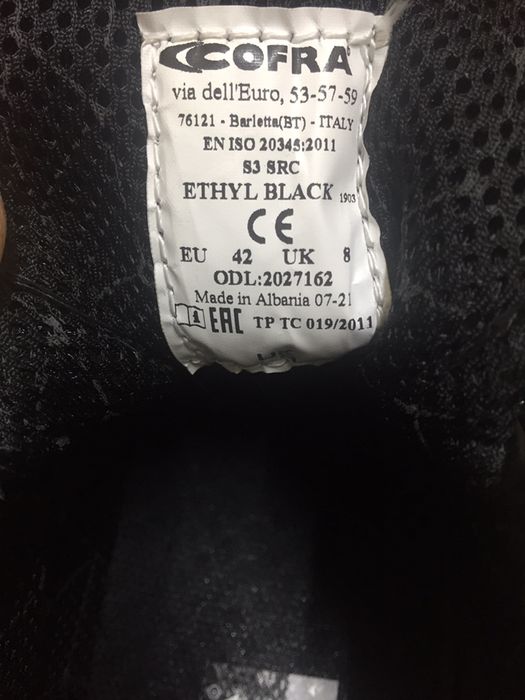 COFRA
via dell'Euro, 53-57-59
76121 - Barletta(BT) - ITALY
EN ISO 20345:2011
S3 SRC
ETHYL BLACK 1903
CE
EU 42 UK 8
ODL:2027162
Made in Albania 07-21
EAC TP TC 019/2011